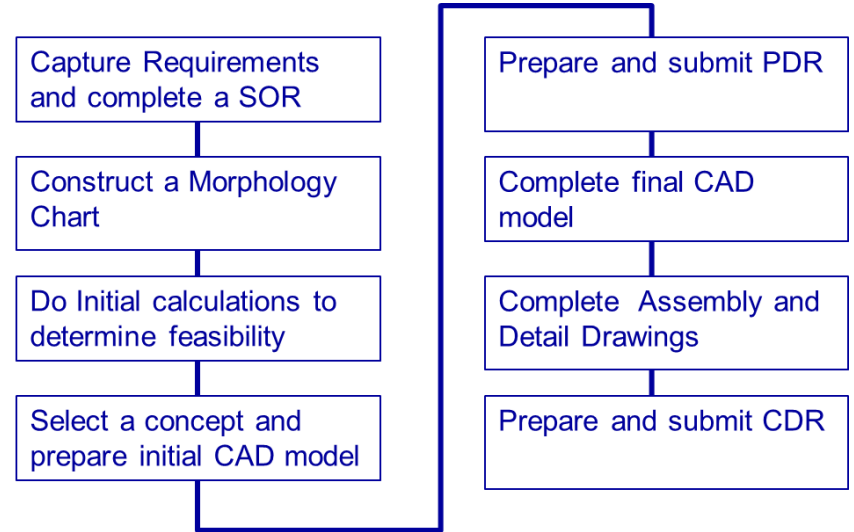 Capture Requirements
and complete a SOR
Construct a Morphology
Chart
Do Initial calculations to
determine feasibility
Select a concept and
prepare initial CAD model
Prepare and submit PDR
Complete final CAD
model
Complete Assembly and
Detail Drawings
Prepare and submit CDR